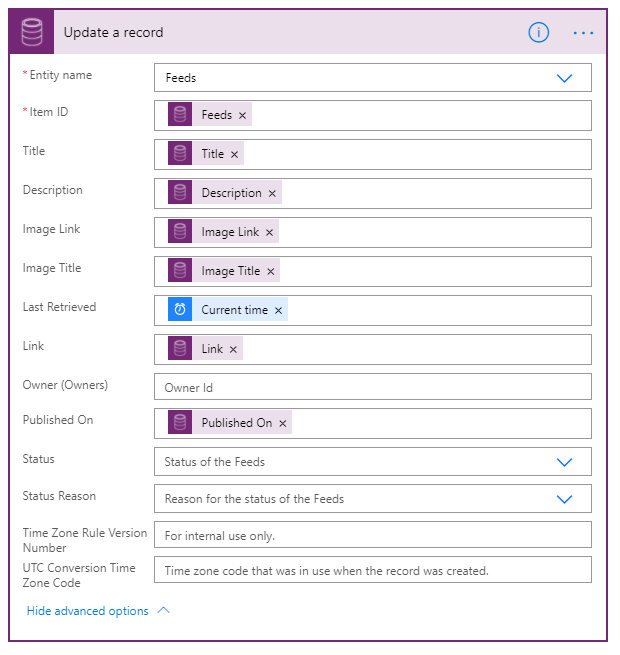 Update a record
* Entity name Feeds
* Item ID Feeds ×
Title Title ×
Description Description ×
Image Link Image Link ×
Image Title Image Title ×
Last Retrieved Current time ×
Link Link ×
Owner (Owners) Owner Id
Published On Published On ×
Status Status of the Feeds
Status Reason Reason for the status of the Feeds
Time Zone Rule Version
Number
For internal use only.
UTC Conversion Time
Zone Code
Time zone code that was in use when the record was created.
Hide advanced options